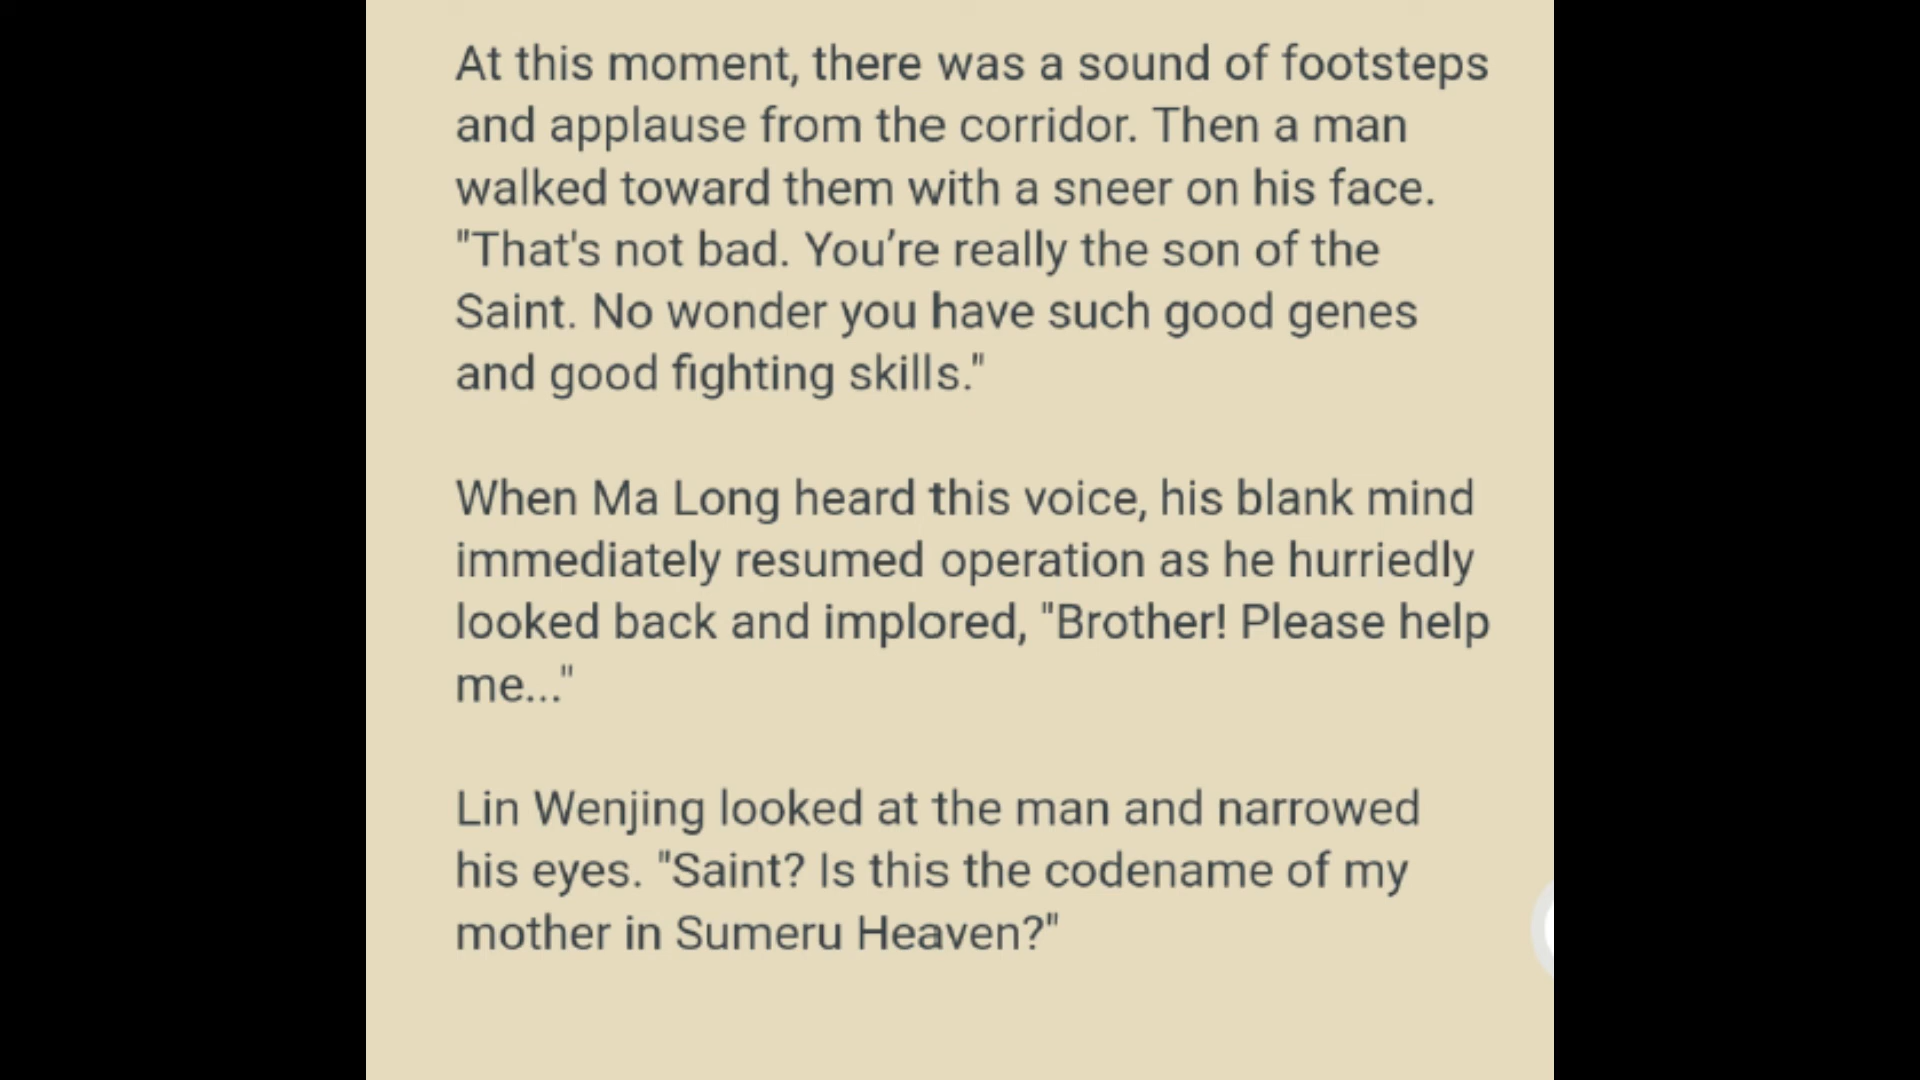 At this moment, there was a sound of footsteps
and applause from the corridor. Then a man
walked toward them with a sneer on his face.
"That's not bad. You’re really the son of the
Saint. No wonder you have such good genes
and good fighting skills."
When Ma Long heard this voice, his blank mind
immediately resumed operation as he hurriedly
looked back and implored, "Brother! Please help
me..."
Lin Wenjing looked at the man and narrowed
his eyes. "Saint? Is this the codename of my
mother in Sumeru Heaven?"